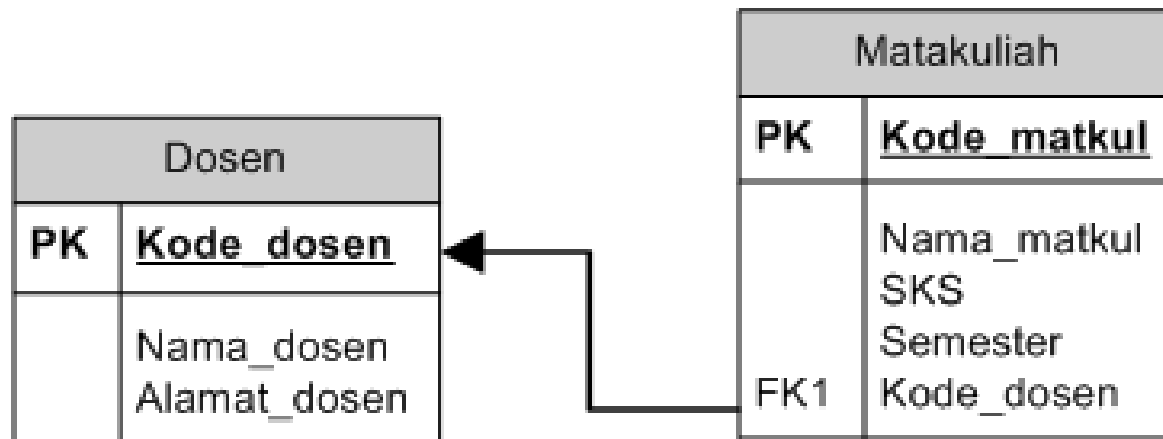 Dosen
PK Kode_dosen
Nama_dosen
Alamat_dosen
Matakuliah
PK Kode_matkul
Nama_matkul
SKS
Semester
FK1 Kode_dosen